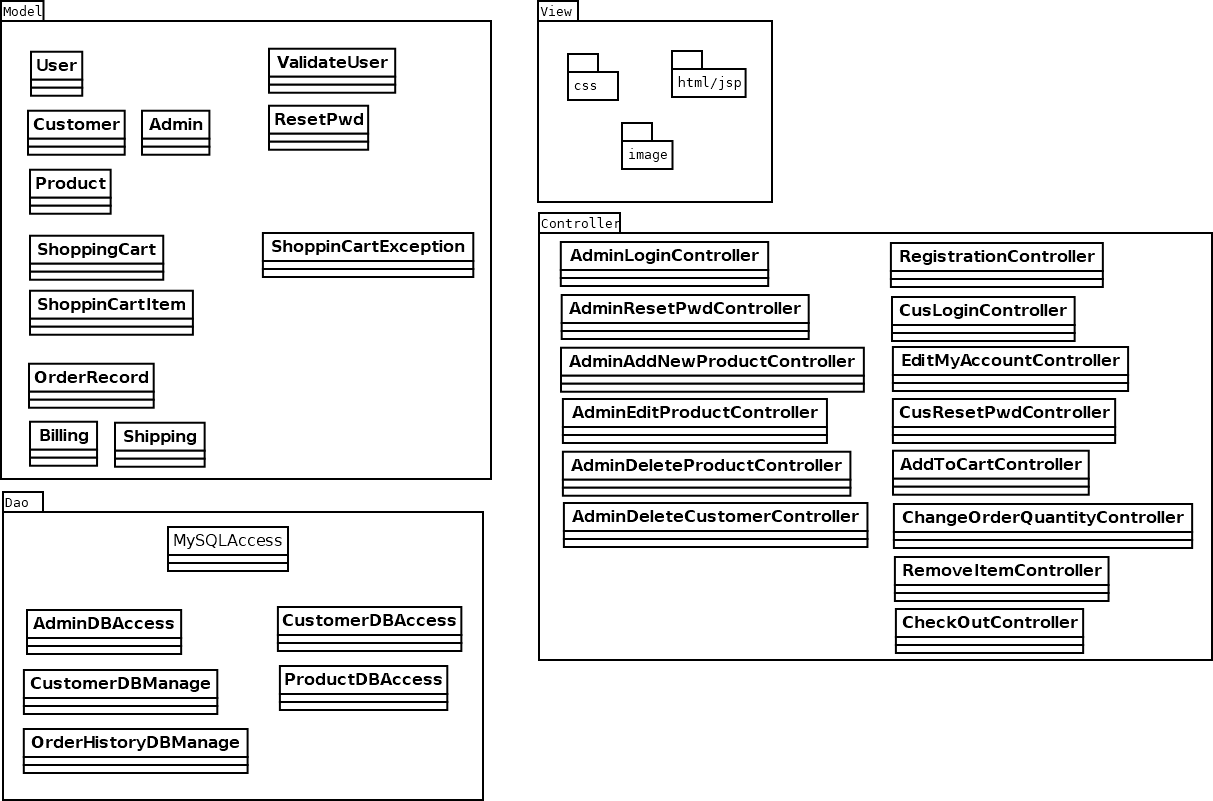 Model
User
ValidateUser
Customer
Admin
ResetPwd
Product
ShoppingCart
ShoppinCartException
ShoppinCartItem
OrderRecord
Billing
Shipping
Dao
MySQLAccess
AdminDBAccess
CustomerDBAccess
CustomerDBManage
ProductDBAccess
OrderHistoryDBManage
View
css
html/jsp
image
Controller
AdminLoginController
RegistrationController
AdminResetPwdController
CusLoginController
AdminAddNewProductController
EditMyAccountController
AdminEditProductController
CusResetPwdController
AdminDeleteProductController
AddToCartController
AdminDeleteCustomerController
ChangeOrderQuantityController
RemoveItemController
CheckOutController